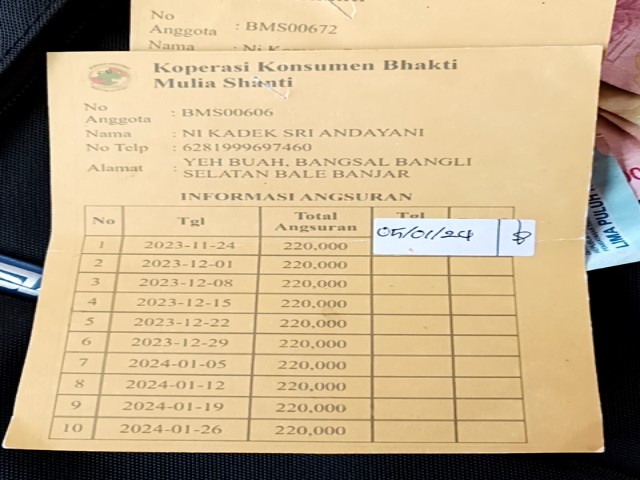 No
Anggota : BMS00672
Nama
Koperasi Konsumen Bhakti
Mulia Shanti
No
Anggota : BMS00606
Nama : NI KADEK SRI ANDAYANI
No Telp : 6281999697460
Alamat : YEH BUAH, BANGSAL BANGLI
SELATAN BALE BANJAR
INFORMASI ANGSURAN
No Tgl Total Angsuran Tgl
05/01/24
1 2023-11-24 220,000
2 2023-12-01 220,000
3 2023-12-08 220,000
4 2023-12-15 220,000
5 2023-12-22 220,000
6 2023-12-29 220,000
7 2024-01-05 220,000
8 2024-01-12 220,000
9 2024-01-19 220,000
10 2024-01-26 220,000
LIMA PULUH